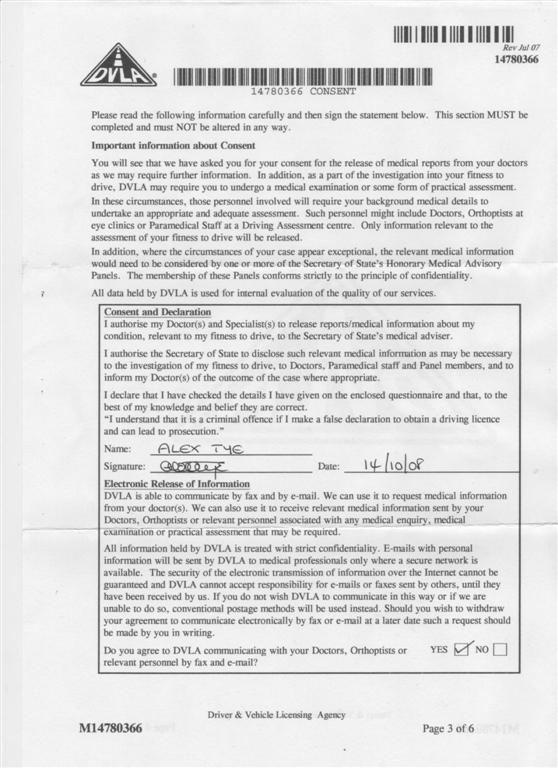 Rev Jul 07
14780366
DVLA
14780366 CONSENT
Please read the following information carefully and then sign the statement below. This section MUST be
completed and must NOT be altered in any way.
Important information about Consent
You will see that we have asked you for your consent for the release of medical reports from your doctors
as we may require further information. In addition, as a part of the investigation into your fitness to
drive, DVLA may require you to undergo a medical examination or some form of practical assessment.
In these circumstances, those personnel involved will require your background medical details to
undertake an appropriate and adequate assessment. Such personnel might include Doctors, Orthoptists at
eye clinics or Paramedical Staff at a Driving Assessment centre. Only information relevant to the
assessment of your fitness to drive will be released.
In addition, where the circumstances of your case appear exceptional, the relevant medical information
would need to be considered by one or more of the Secretary of State's Honorary Medical Advisory
Panels. The membership of these Panels conforms strictly to the principle of confidentiality.
All data held by DVLA is used for internal evaluation of the quality of our services.
Consent and Declaration
I authorise my Doctor(s) and Specialist(s) to release reports/medical information about my
condition, relevant to my fitness to drive, to the Secretary of State's medical adviser.
I authorise the Secretary of State to disclose such relevant medical information as may be necessary
to the investigation of my fitness to drive, to Doctors, Paramedical staff and Panel members, and to
inform my Doctor(s) of the outcome of the case where appropriate.
I declare that I have checked the details I have given on the enclosed questionnaire and that, to the
best of my knowledge and belief they are correct.
"I understand that it is a criminal offence if I make a false declaration to obtain a driving licence
and can lead to prosecution."
Name: ALEX TYE
Signature: Date: 14/10/08
Electronic Release of Information
DVLA is able to communicate by fax and by e-mail. We can use it to request medical information
from your doctor(s). We can also use it to receive relevant medical information sent by your
Doctors, Orthoptists or relevant personnel associated with any medical enquiry, medical
examination or practical assessment that may be required.
All information held by DVLA is treated with strict confidentiality. E-mails with personal
information will be sent by DVLA to medical professionals only where a secure network is
available. The security of the electronic transmission of information over the Internet cannot be
guaranteed and DVLA cannot accept responsibility for e-mails or faxes sent by others, until they
have been received by us. If you do not wish DVLA to communicate in this way or if we are
unable to do so, conventional postage methods will be used instead. Should you wish to withdraw
your agreement to communicate electronically by fax or e-mail at a later date such a request should
be made by you in writing.
Do you agree to DVLA communicating with your Doctors, Orthoptists or YES NO
relevant personnel by fax and e-mail?
Driver & Vehicle Licensing Agency
M14780366 Page 3 of 6